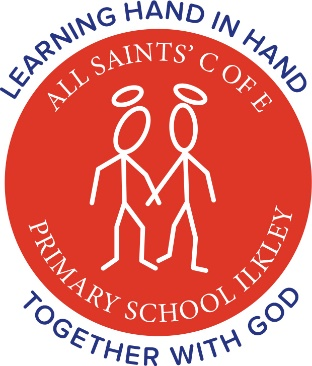 LEARNING HAND IN HAND
ALL SAINTS' C OF E
PRIMARY SCHOOL ILKLEY
TOGETHER WITH GOD